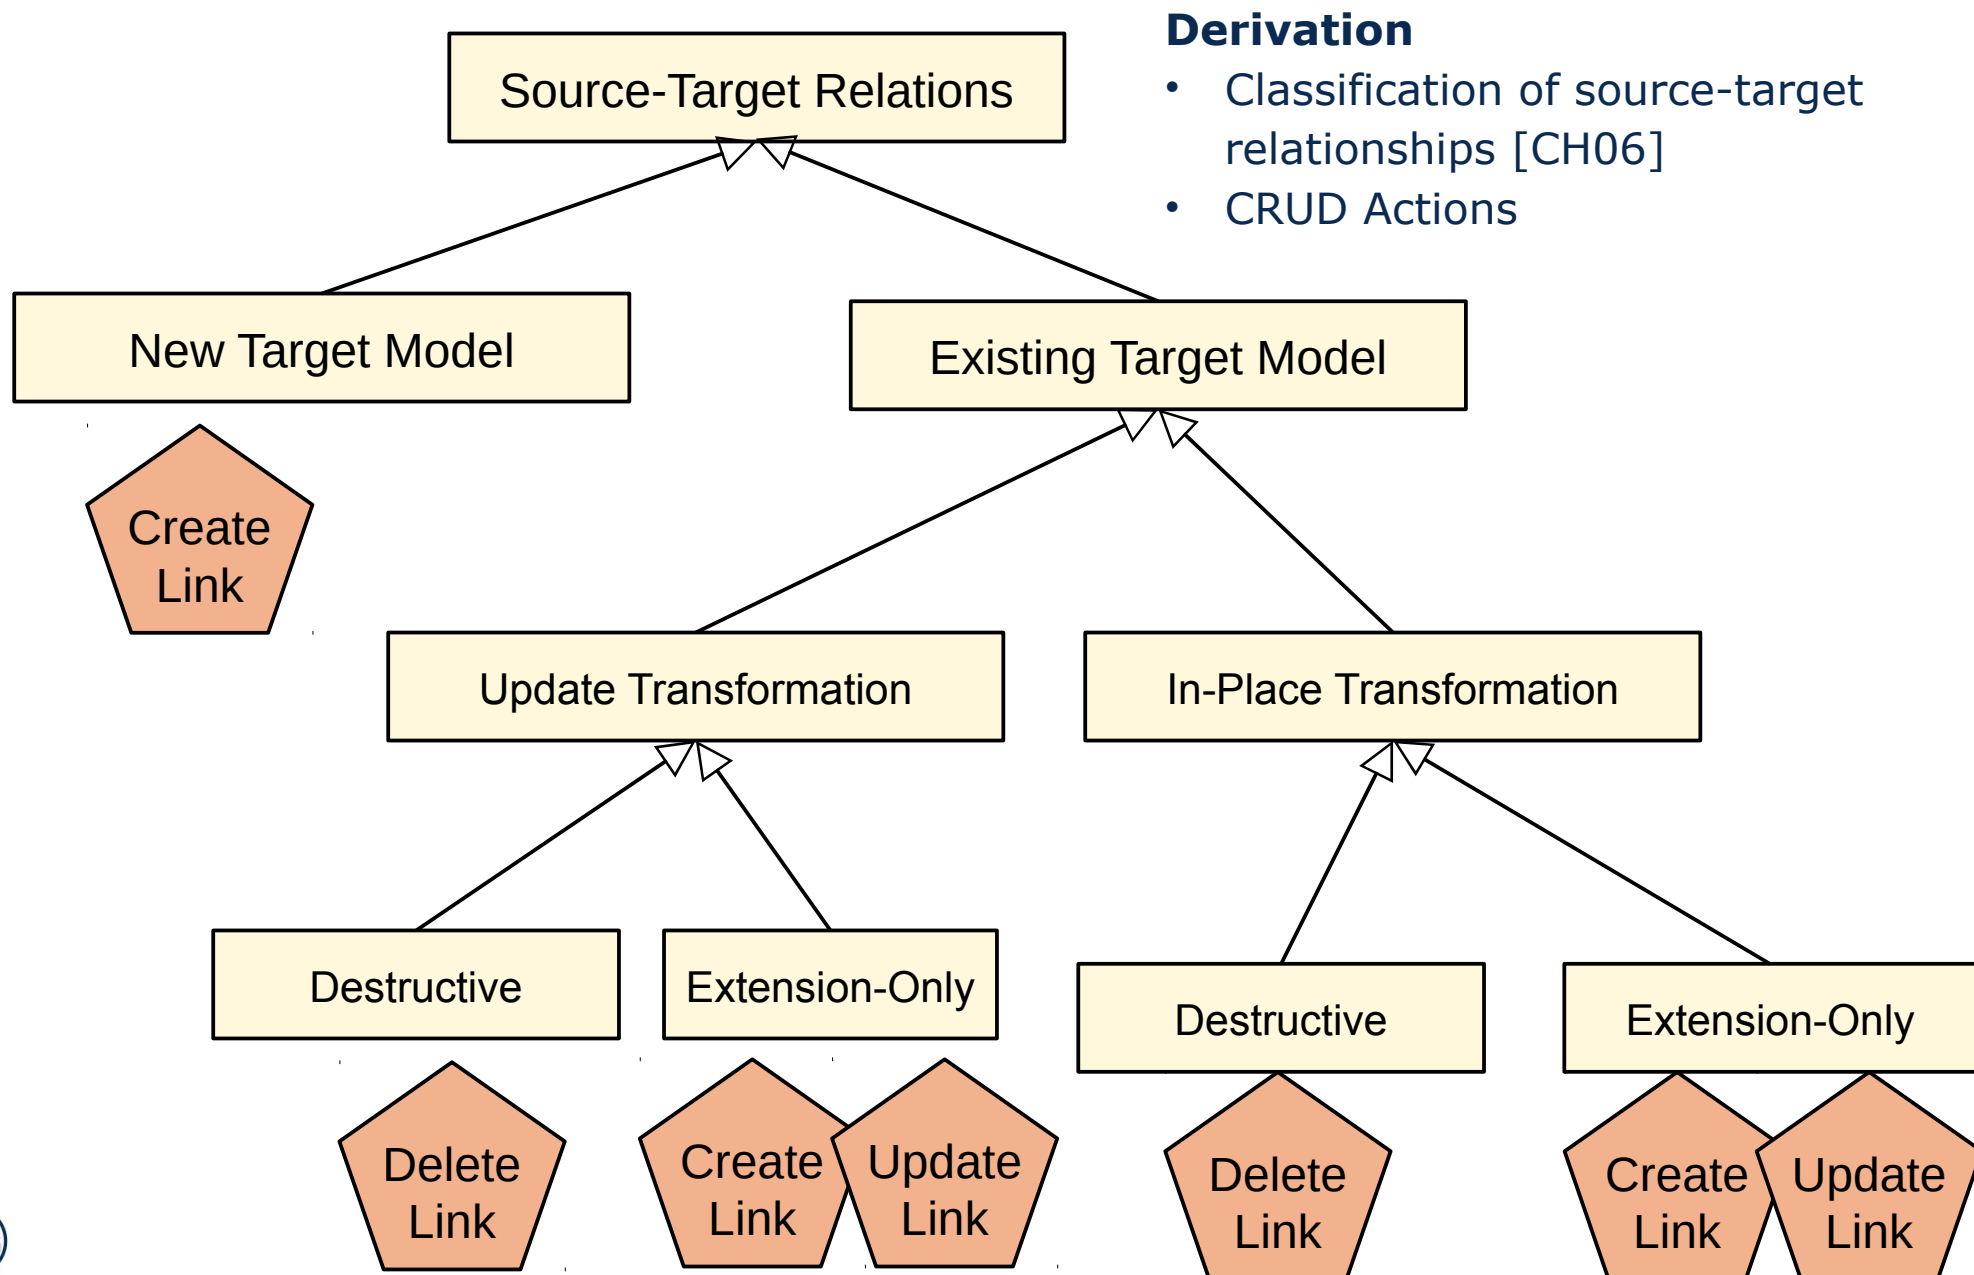 Derivation
• Classification of source-target
relationships [CH06]
• CRUD Actions
Source-Target Relations
New Target Model
Existing Target Model
Create
Link
Update Transformation
In-Place Transformation
Destructive
Extension-Only
Destructive
Extension-Only
Delete
Link
Create
Link
Update
Link
Delete
Link
Create
Link
Update
Link